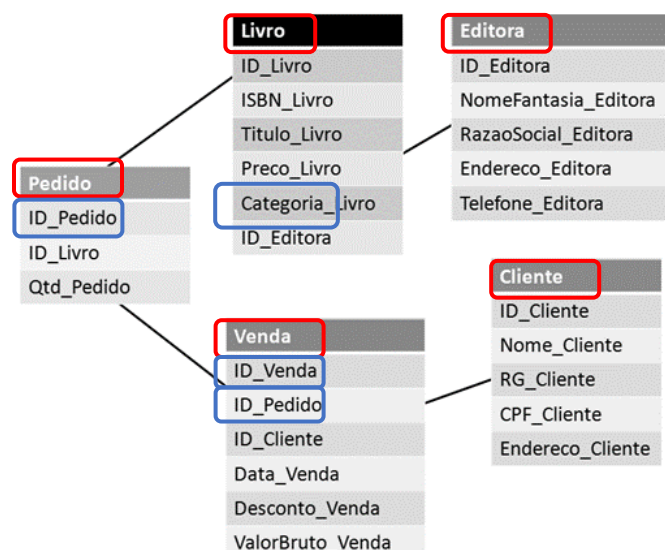 Livro
ID_Livro
ISBN_Livro
Titulo_Livro
Preco_Livro
Categoria_Livro
ID_Editora
Editora
ID_Editora
NomeFantasia_Editora
RazaoSocial_Editora
Endereco_Editora
Telefone_Editora
Pedido
ID_Pedido
ID_Livro
Qtd_Pedido
Venda
ID_Venda
ID_Pedido
ID_Cliente
Data_Venda
Desconto_Venda
ValorBruto_Venda
Cliente
ID_Cliente
Nome_Cliente
RG_Cliente
CPF_Cliente
Endereco_Cliente